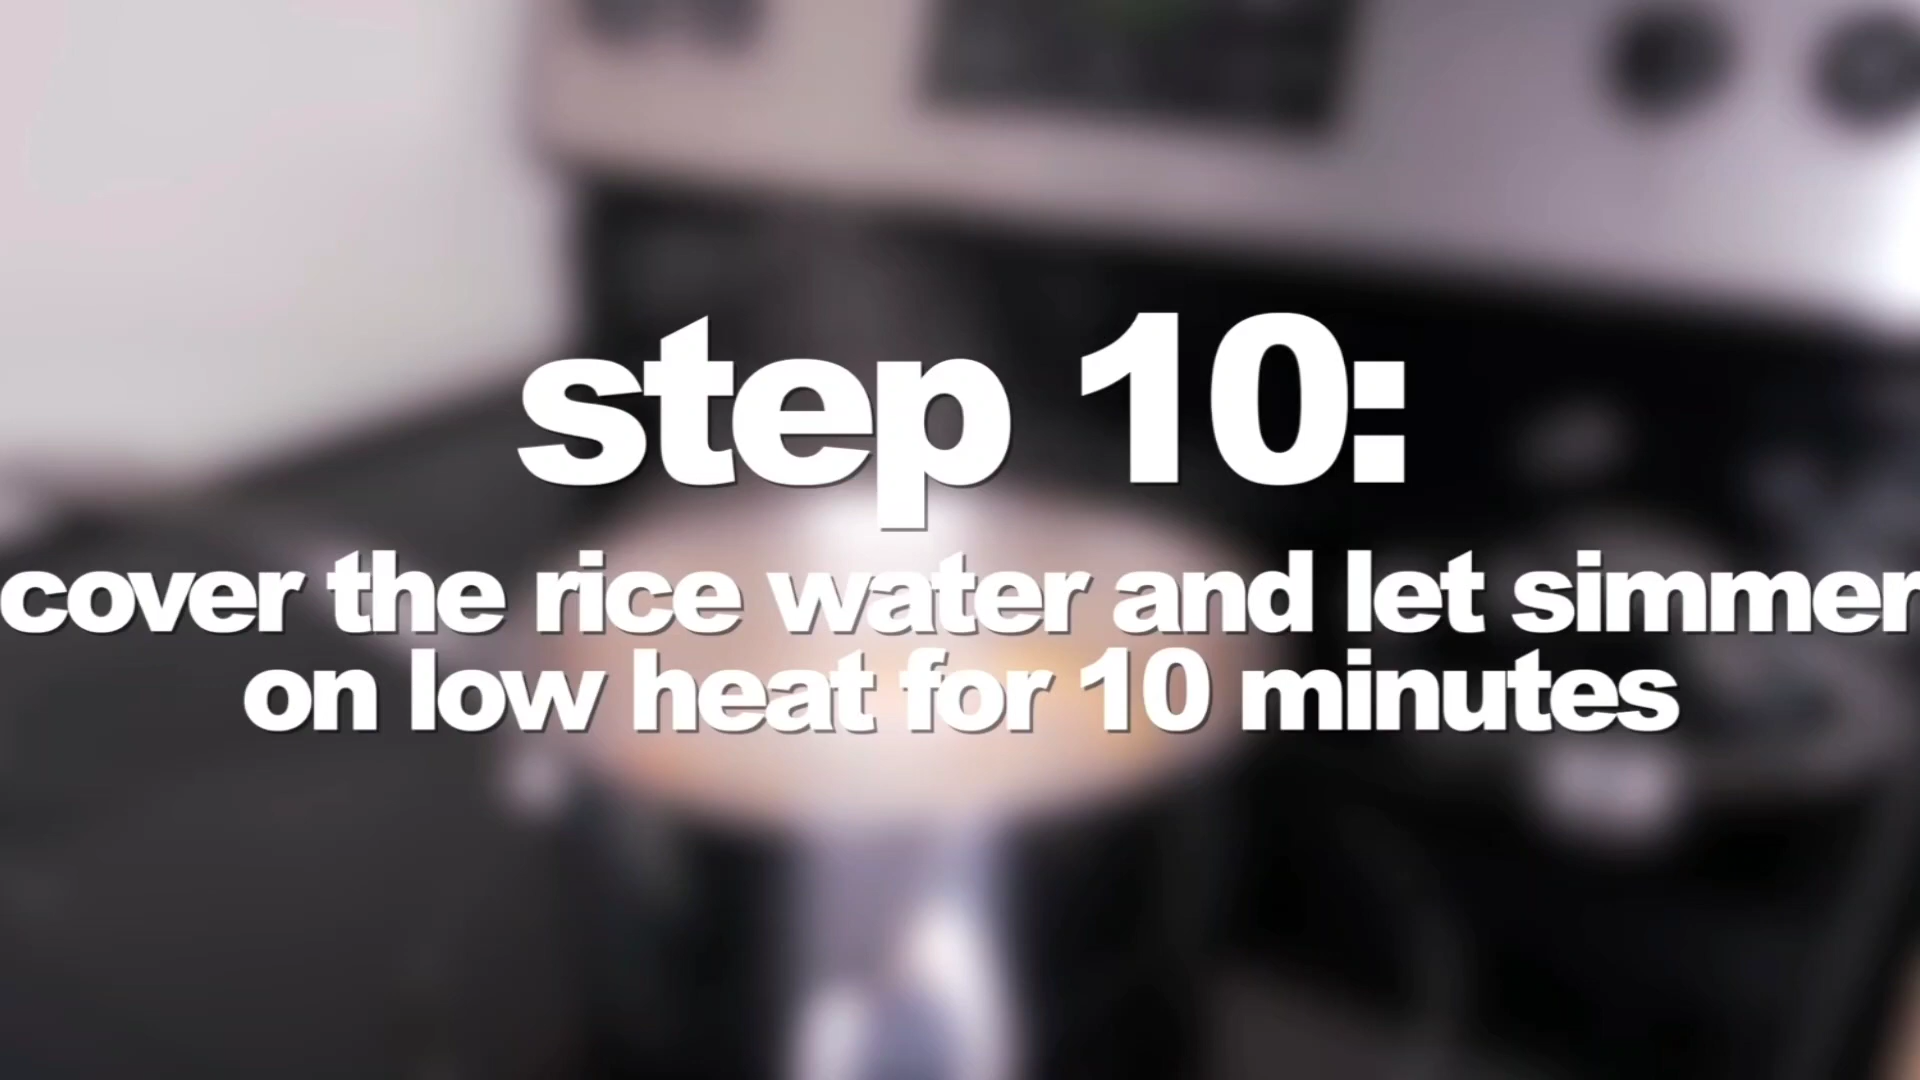 step 10:
cover the rice water and let simmer
on low heat for 10 minutes